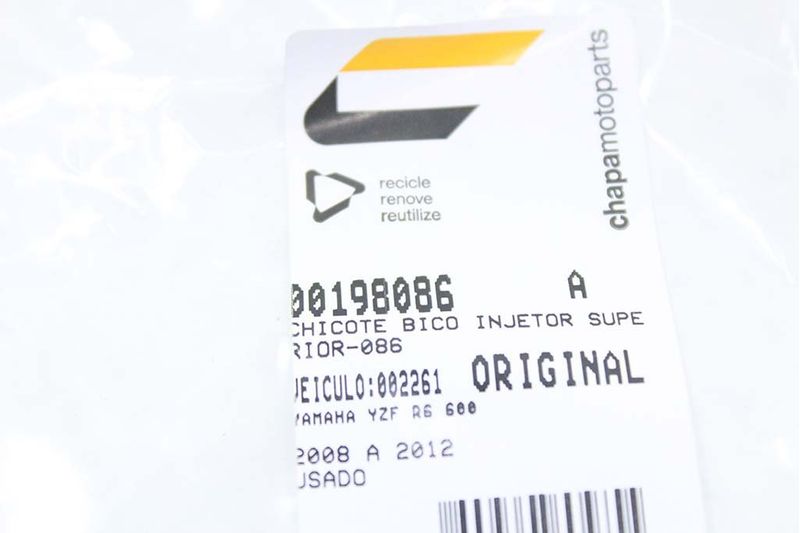 chapamotoparts
recicle
renove
reutilize
00198086 A
CHICOTE BICO INJETOR SUPE
RIOR-086
VEICULO:002261 ORIGINAL
YAMAHA YZF R6 600
2008 A 2012
USADO